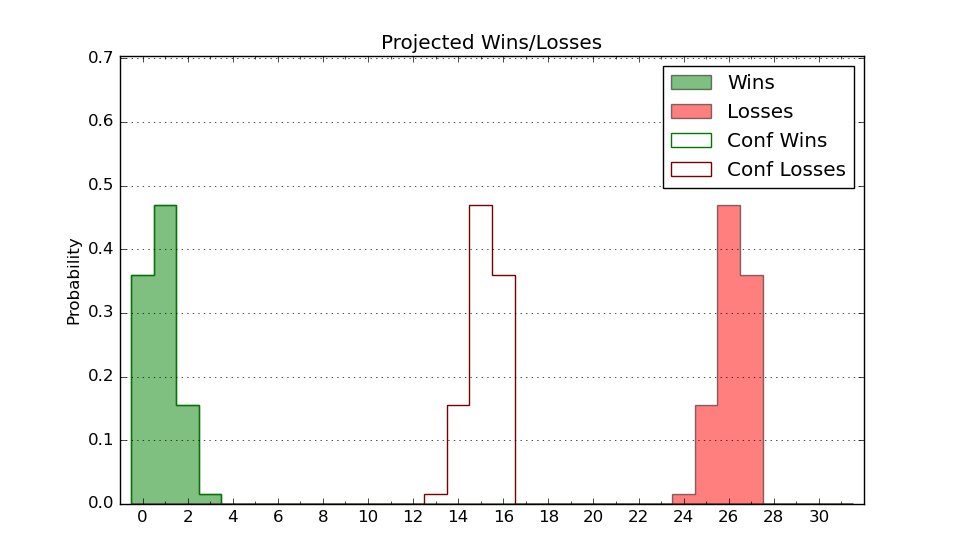 Projected Wins/Losses
0.7
0.6
0.5
0.4
0.3
0.2
0.1
0.0
Probability
Wins
Losses
Conf Wins
Conf Losses
0 2 4 6 8 10 12 14 16 18 20 22 24 26 28 30